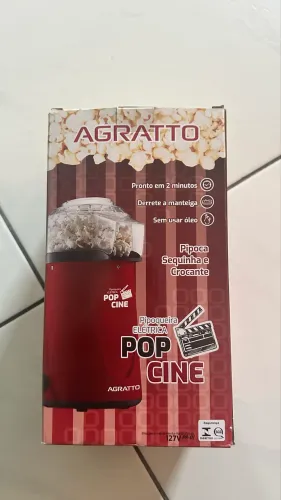 AGRATTO
Pronto em 2 minutos
Derrete a manteiga
Sem usar óleo
Pipoca
Sequinha e
Crocante
POP
CINE
Pipoqueira
ELÉTRICA
POP
CINE
AGRATTO
Segurança
127V